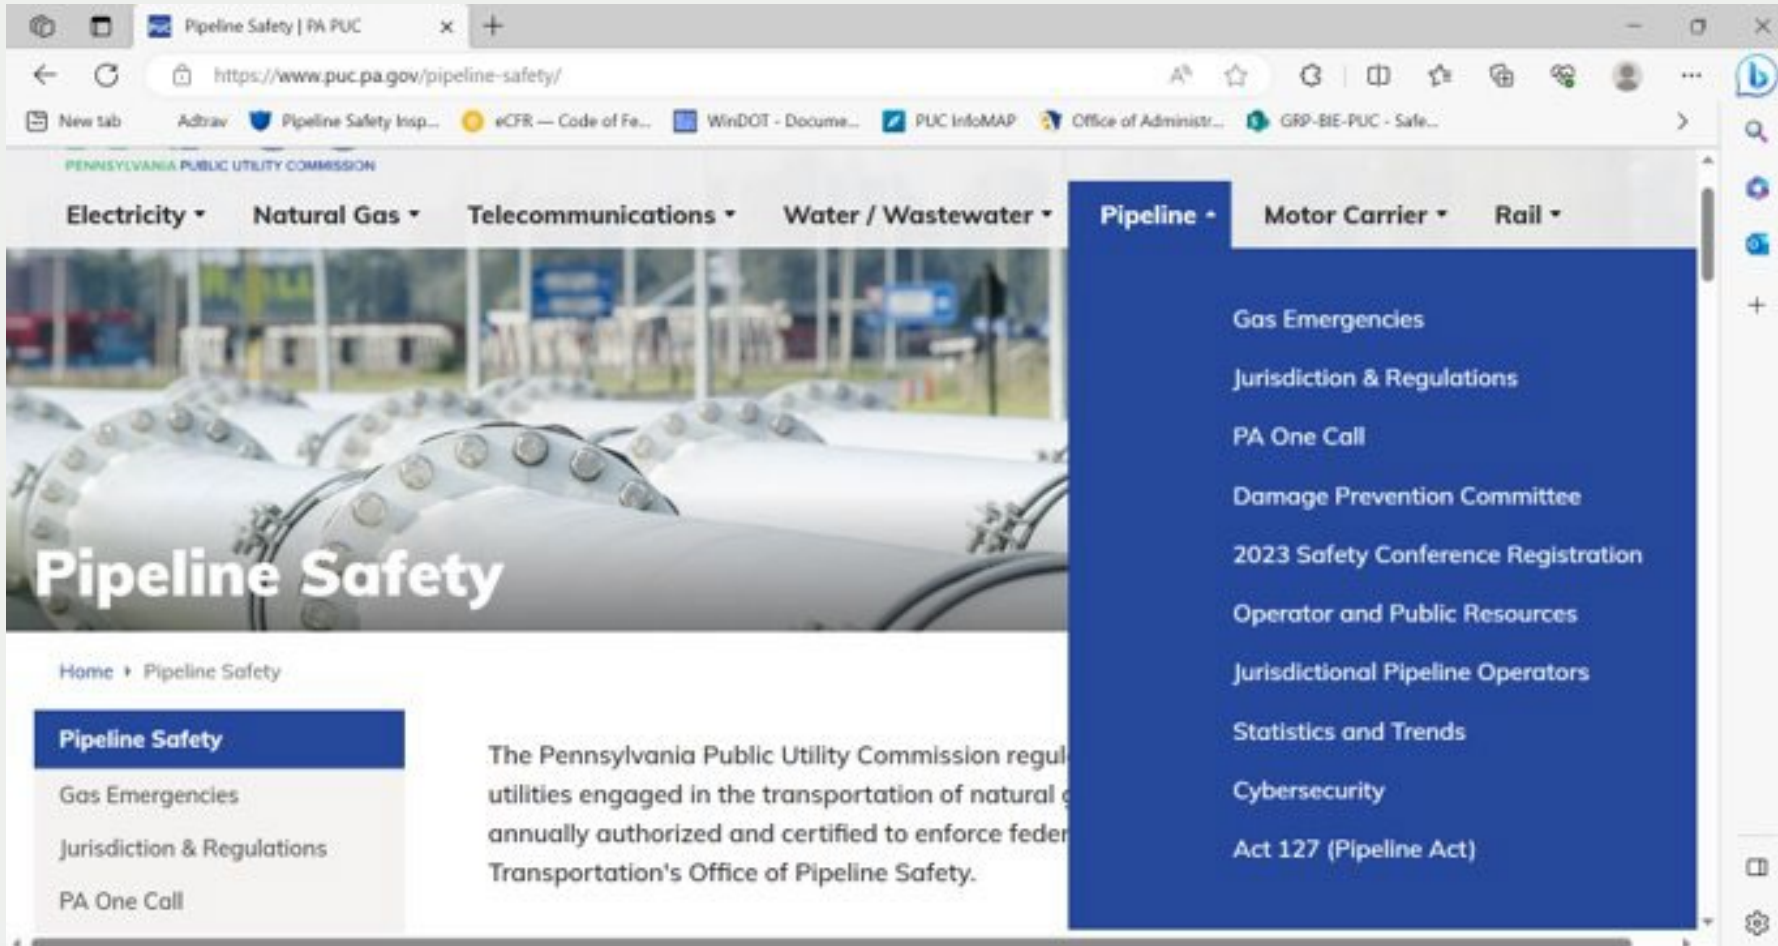 Pipeline Safety | PA PUC
https://www.puc.pa.gov/pipeline-safety/
New tab Adtrav Pipeline Safety Insp... eCFR — Code of Fe... WinDOT - Docume... PUC InfoMAP Office of Administr... GRP-BIE-PUC - Safe...
PENNSYLVANIA PUBLIC UTILITY COMMISSION
Electricity Natural Gas Telecommunications Water / Wastewater Pipeline Motor Carrier Rail
Gas Emergencies
Jurisdiction & Regulations
PA One Call
Damage Prevention Committee
2023 Safety Conference Registration
Operator and Public Resources
Jurisdictional Pipeline Operators
Statistics and Trends
Cybersecurity
Act 127 (Pipeline Act)
Pipeline Safety
Home Pipeline Safety
Pipeline Safety
Gas Emergencies
Jurisdiction & Regulations
PA One Call
The Pennsylvania Public Utility Commission regul
utilities engaged in the transportation of natural g
annually authorized and certified to enforce feder
Transportation's Office of Pipeline Safety.